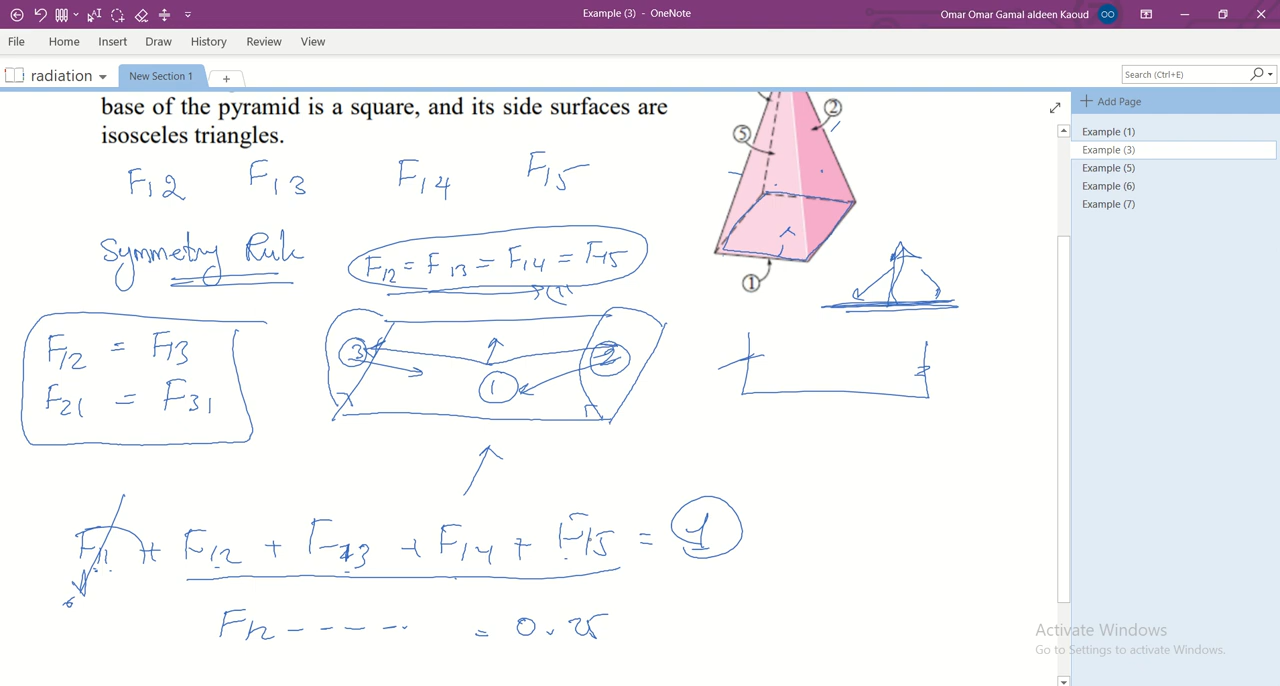 Example (3) - OneNote
Omar Omar Gamal aldeen Kaoud OO
File Home Insert Draw History Review View
radiation New Section 1 +
Search (Ctrl+E)
base of the pyramid is a square, and its side surfaces are
isosceles triangles.
② ⑤ ①
F12 F13 F14 F15
Symmetry Rule F12 = F13 = F14 = F15
F12 = F13
F21 = F31
3 1 2
F11 + F12 + F13 + F14 + F15 = 1
F12 ------ = 0.25
Add Page
Example (1)
Example (3)
Example (5)
Example (6)
Example (7)
Activate Windows
Go to Settings to activate Windows.